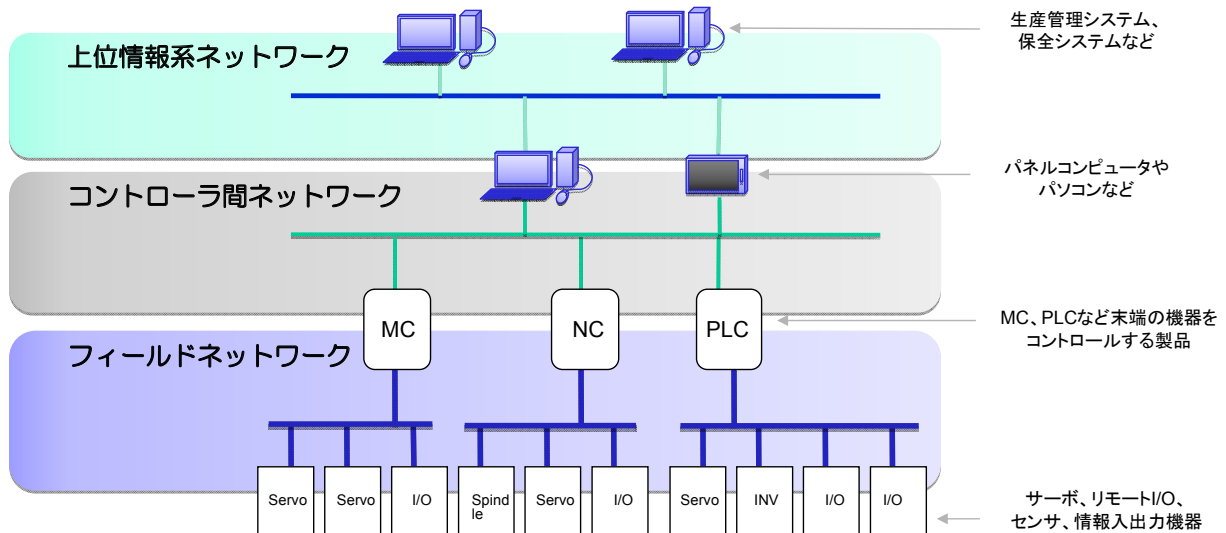 生産管理システム、
保全システムなど
上位情報系ネットワーク
パネルコンピュータや
パソコンなど
コントローラ間ネットワーク
MC
NC
PLC
MC、PLCなど末端の機器を
コントロールする製品
フィールドネットワーク
Servo
Servo
I/O
Spind
le
Servo
I/O
Servo
INV
I/O
I/O
サーボ、リモートI/O、
センサ、情報入出力機器